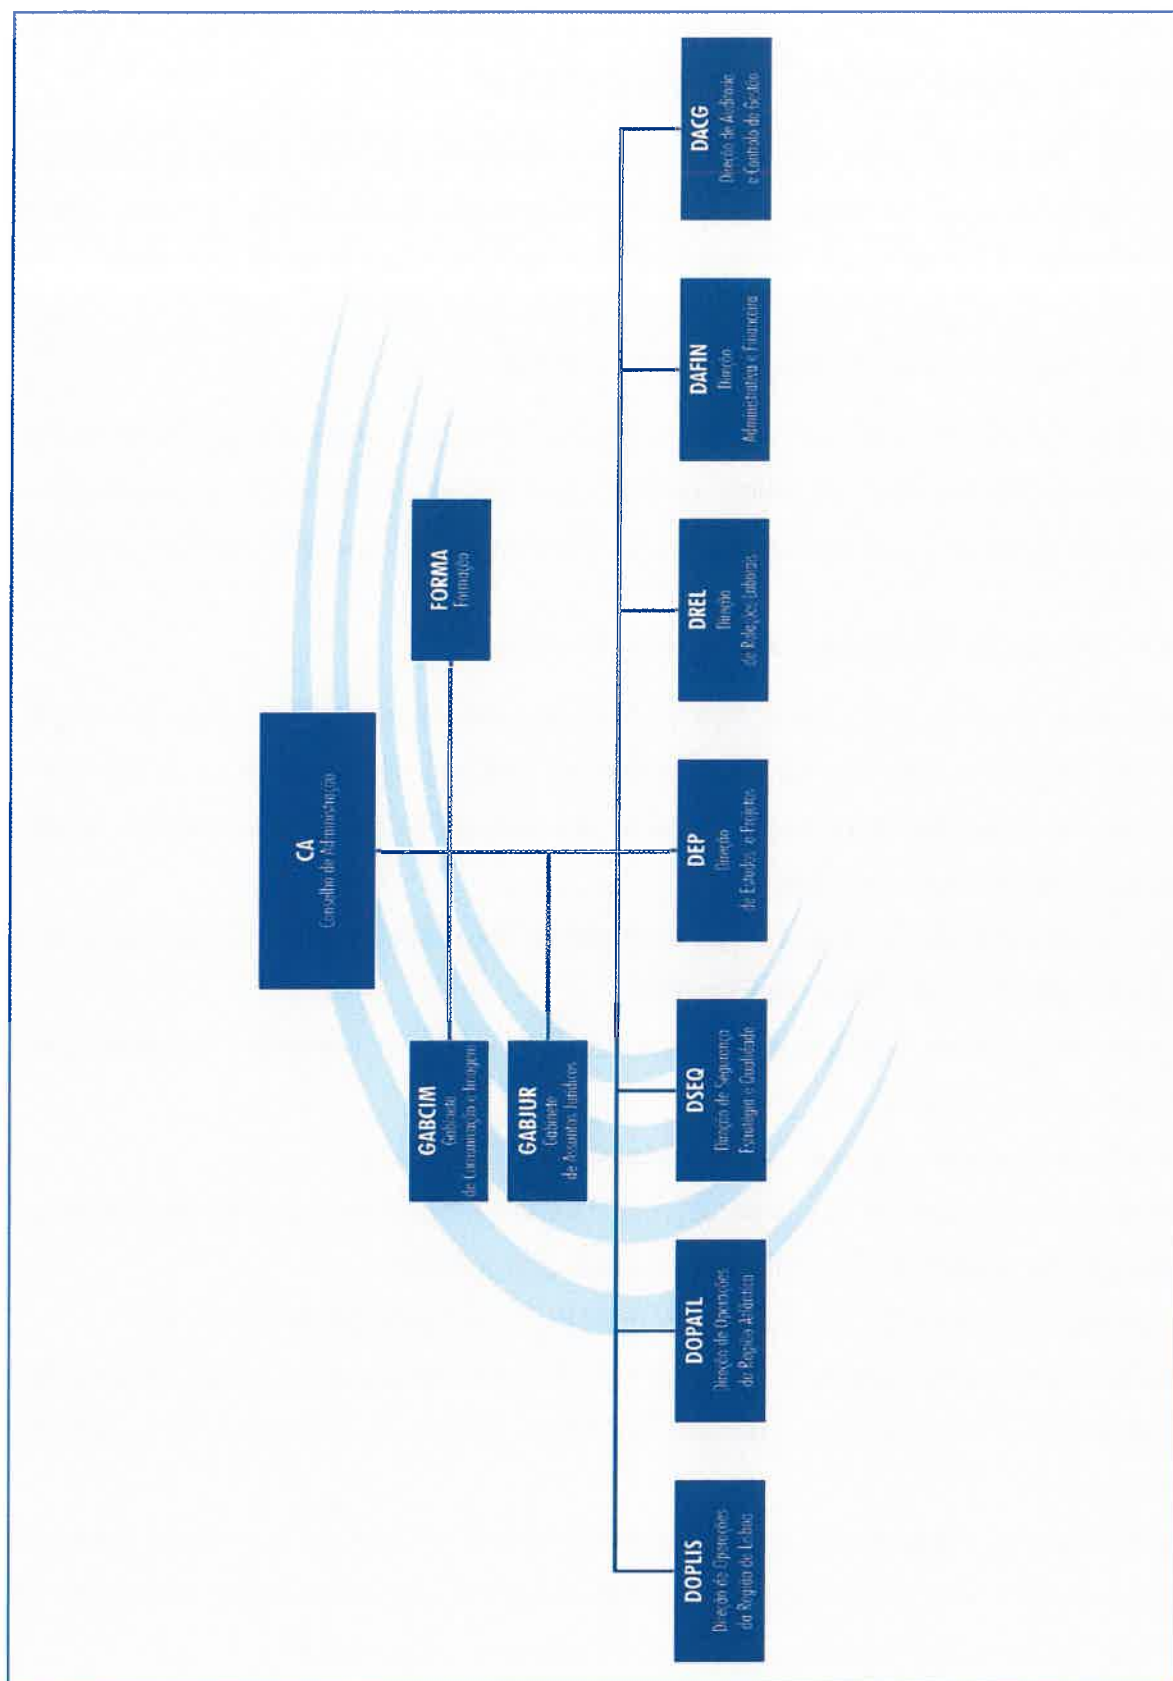 CA
Conselho de Administração
GABCIM
Gabinete
de Comunicação e Imagem
FORMA
Formação
GABJUR
Gabinete
de Assuntos Jurídicos
DOPLIS
Direção de Operações
da Região de Lisboa
DOPATL
Direção de Operações
da Região Atlântica
DSEQ
Direção de Segurança
Estratégia e Qualidade
DEP
Direção
de Estudos e Projetos
DREL
Direção
de Relações Laborais
DAFIN
Direção
Administrativa e Financeira
DACG
Direção de Auditoria
e Controlo de Gestão